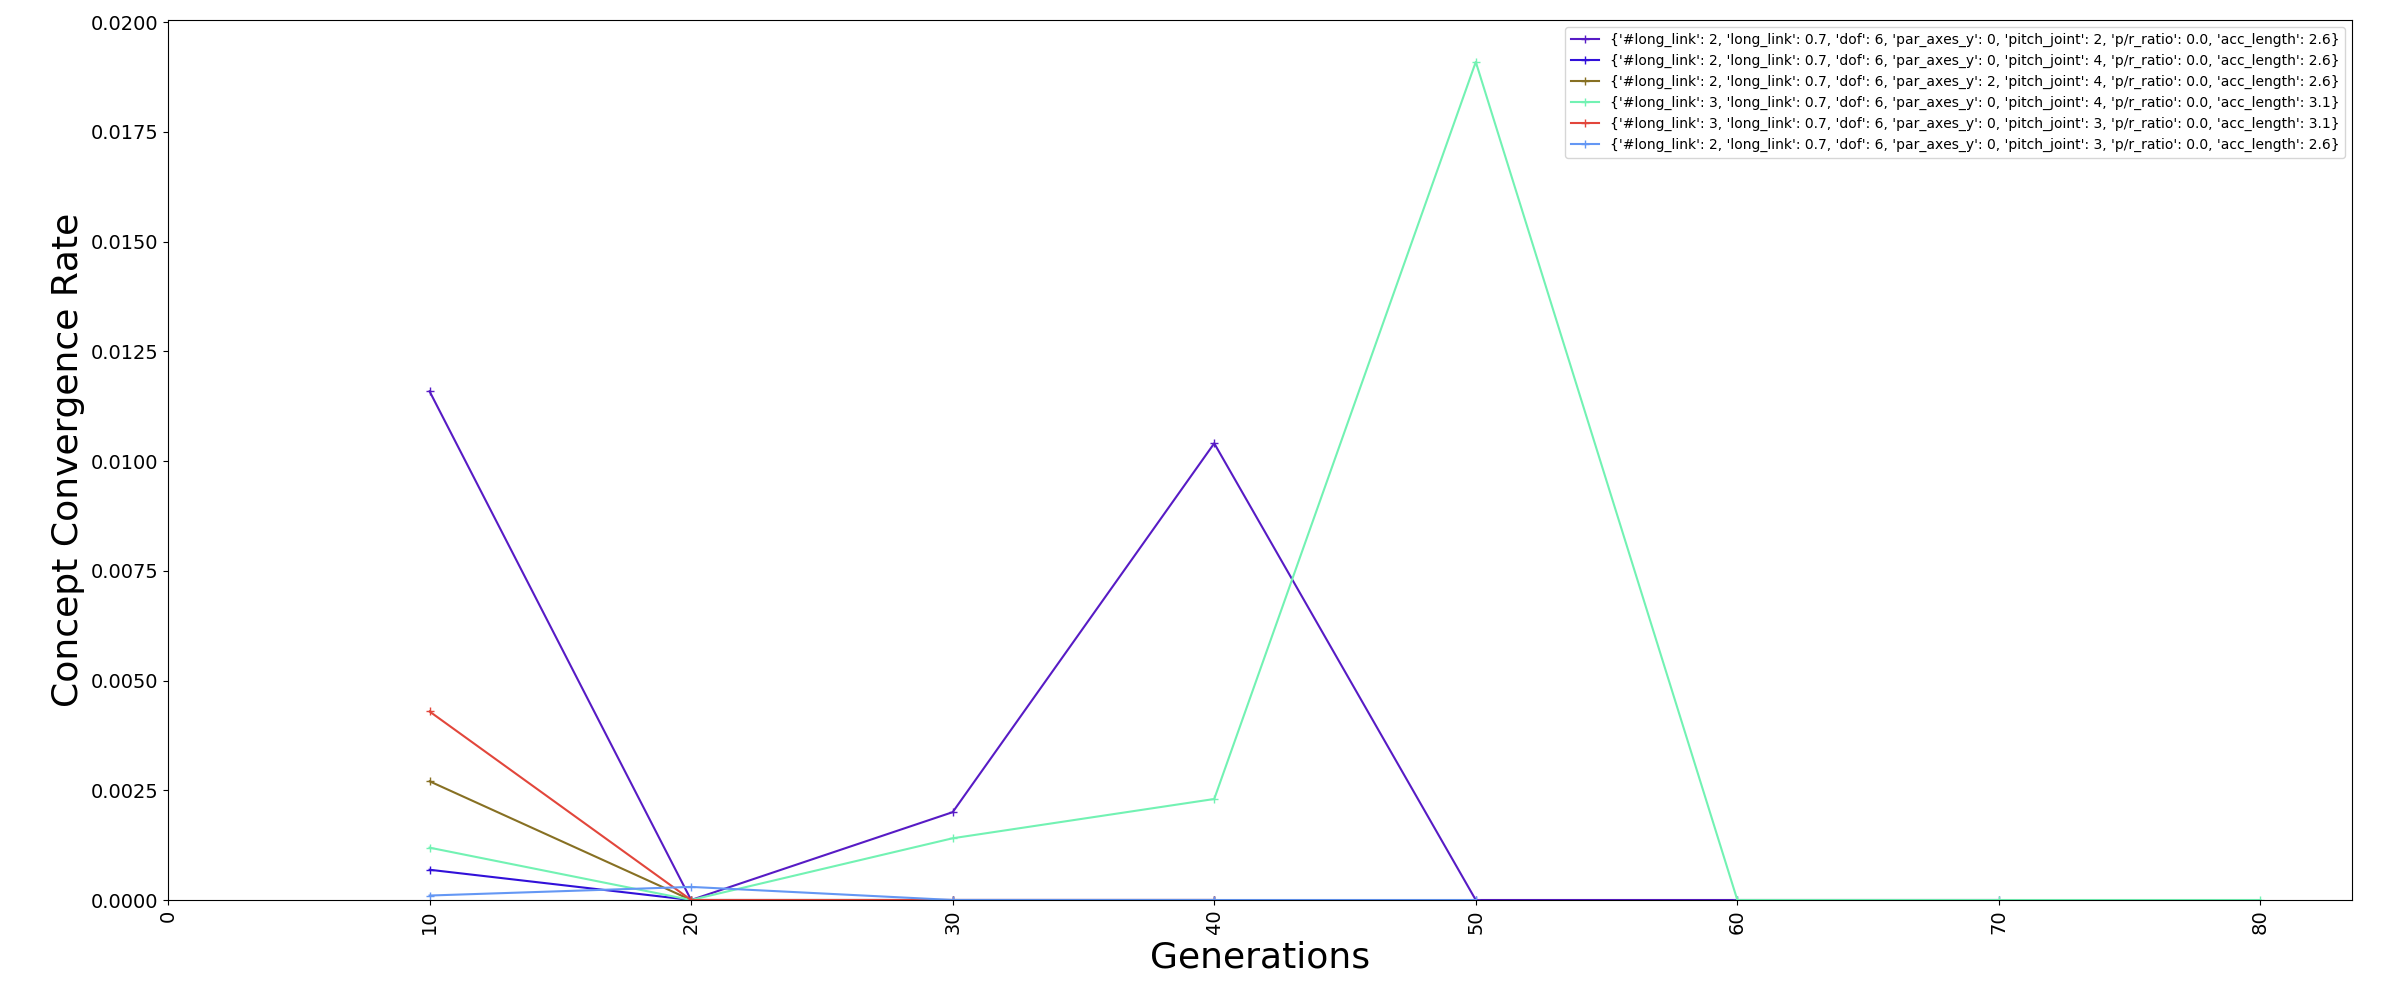 {'#long_link': 2, 'long_link': 0.7, 'dof': 6, 'par_axes_y': 0, 'pitch_joint': 2, 'p/r_ratio': 0.0, 'acc_length': 2.6}
{'#long_link': 2, 'long_link': 0.7, 'dof': 6, 'par_axes_y': 0, 'pitch_joint': 4, 'p/r_ratio': 0.0, 'acc_length': 2.6}
{'#long_link': 2, 'long_link': 0.7, 'dof': 6, 'par_axes_y': 2, 'pitch_joint': 4, 'p/r_ratio': 0.0, 'acc_length': 2.6}
{'#long_link': 3, 'long_link': 0.7, 'dof': 6, 'par_axes_y': 0, 'pitch_joint': 4, 'p/r_ratio': 0.0, 'acc_length': 3.1}
{'#long_link': 3, 'long_link': 0.7, 'dof': 6, 'par_axes_y': 0, 'pitch_joint': 3, 'p/r_ratio': 0.0, 'acc_length': 3.1}
{'#long_link': 2, 'long_link': 0.7, 'dof': 6, 'par_axes_y': 0, 'pitch_joint': 3, 'p/r_ratio': 0.0, 'acc_length': 2.6}
Concept Convergence Rate
0.0200
0.0175
0.0150
0.0125
0.0100
0.0075
0.0050
0.0025
0.0000
0
10
20
30
40
50
60
70
80
Generations